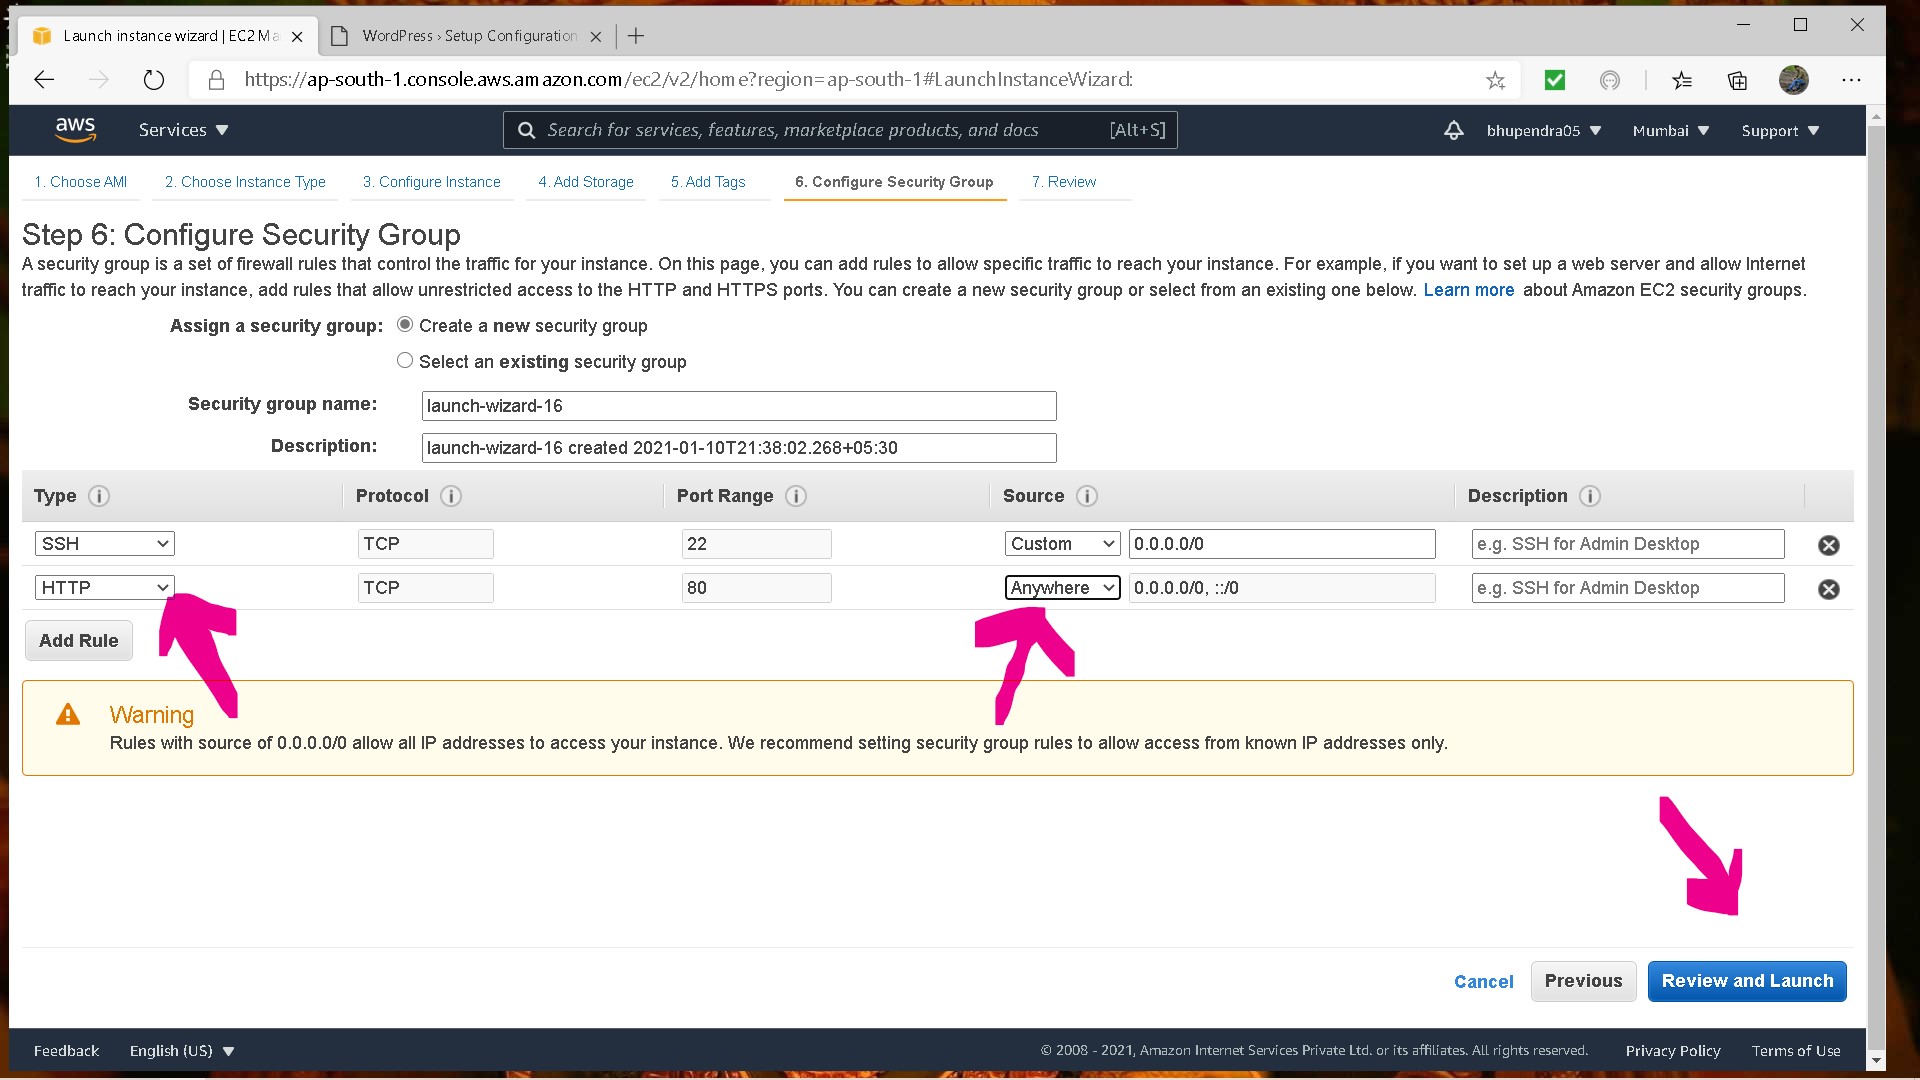 Launch instance wizard | EC2 Ma
WordPress › Setup Configuration
https://ap-south-1.console.aws.amazon.com/ec2/v2/home?region=ap-south-1#LaunchInstanceWizard:
aws
Services
Search for services, features, marketplace products, and docs [Alt+S]
bhupendra05
Mumbai
Support
1. Choose AMI 2. Choose Instance Type 3. Configure Instance 4. Add Storage 5. Add Tags 6. Configure Security Group 7. Review
Step 6: Configure Security Group
A security group is a set of firewall rules that control the traffic for your instance. On this page, you can add rules to allow specific traffic to reach your instance. For example, if you want to set up a web server and allow Internet
traffic to reach your instance, add rules that allow unrestricted access to the HTTP and HTTPS ports. You can create a new security group or select from an existing one below. Learn more about Amazon EC2 security groups.
Assign a security group: Create a new security group
Select an existing security group
Security group name: launch-wizard-16
Description: launch-wizard-16 created 2021-01-10T21:38:02.268+05:30
Type Protocol Port Range Source Description
SSH TCP 22 Custom 0.0.0.0/0 e.g. SSH for Admin Desktop
HTTP TCP 80 Anywhere 0.0.0.0/0, ::/0 e.g. SSH for Admin Desktop
Add Rule
Warning
Rules with source of 0.0.0.0/0 allow all IP addresses to access your instance. We recommend setting security group rules to allow access from known IP addresses only.
Cancel Previous Review and Launch
Feedback English (US) © 2008 - 2021, Amazon Internet Services Private Ltd. or its affiliates. All rights reserved. Privacy Policy Terms of Use